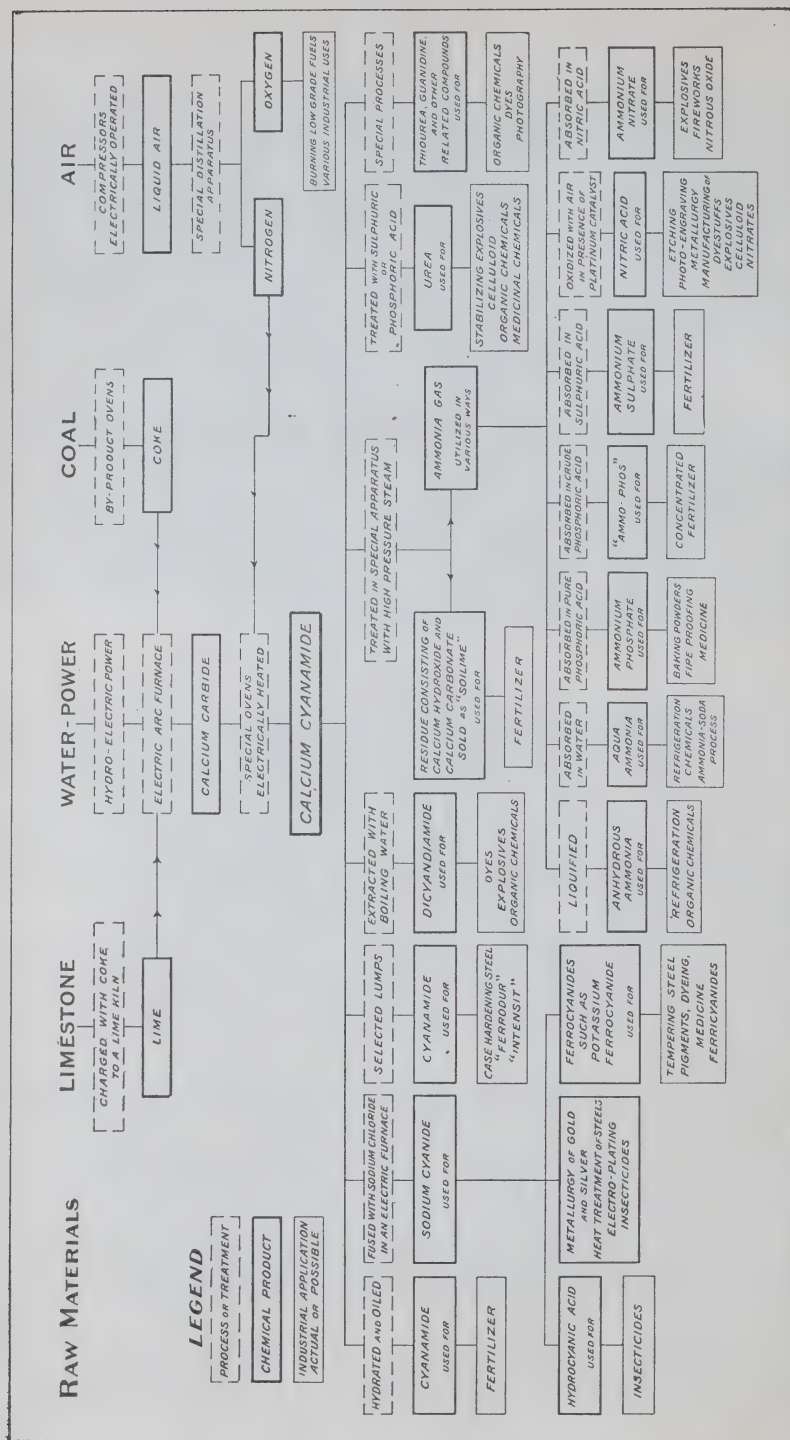 RAW MATERIALS
LIMESTONE
WATER-POWER
COAL
AIR
CHARGED WITH COKE
TO A LIME KILN
HYDRO-ELECTRIC POWER
BY-PRODUCT OVENS
COMPRESSORS
ELECTRICALLY OPERATED
LIME
ELECTRIC ARC FURNACE
COKE
LIQUID AIR
CALCIUM CARBIDE
SPECIAL DISTILLATION
APPARATUS
SPECIAL OVENS
ELECTRICALLY HEATED
NITROGEN
OXYGEN
CALCIUM CYANAMIDE
BURNING LOW GRADE FUELS
VARIOUS INDUSTRIAL USES
LEGEND
PROCESS OR TREATMENT
CHEMICAL PRODUCT
INDUSTRIAL APPLICATION
ACTUAL OR POSSIBLE
HYDRATED AND OILED
CYANAMIDE
USED FOR
FERTILIZER
FUSED WITH SODIUM CHLORIDE
IN AN ELECTRIC FURNACE
SODIUM CYANIDE
USED FOR
SELECTED LUMPS
CYANAMIDE
USED FOR
CASE HARDENING-STEEL
"FERRODUR"
"INTENSIT"
EXTRACTED WITH
BOILING WATER
DICYANDIAMIDE
USED FOR
DYES
EXPLOSIVES
ORGANIC CHEMICALS
TREATED IN SPECIAL APPARATUS
WITH HIGH PRESSURE STEAM
RESIDUE CONSISTING OF
CALCIUM HYDROXIDE AND
CALCIUM CARBONATE
SOLD AS "SOILIME"
USED FOR
FERTILIZER
AMMONIA GAS
UTILIZED IN
VARIOUS WAYS
TREATED WITH SULPHURIC
OR
PHOSPHORIC ACID
UREA
USED FOR
STABILIZING EXPLOSIVES
CELLULOID
ORGANIC CHEMICALS
MEDICINAL CHEMICALS
SPECIAL PROCESSES
THIOUREA, GUANIDINE,
AND OTHER
RELATED COMPOUNDS
USED FOR
ORGANIC CHEMICALS
DYES
PHOTOGRAPHY
HYDROCYANIC ACID
USED FOR
INSECTICIDES
METALLURGY OF GOLD
AND SILVER
HEAT TREATMENT OF STEELS
ELECTRO-PLATING
INSECTICIDES
FERROCYANIDES
SUCH AS
POTASSIUM
FERROCYANIDE
USED FOR
TEMPERING STEEL
PIGMENTS, DYEING,
MEDICINE
FERRICYANIDES
LIQUIFIED
ANHYDROUS
AMMONIA
USED FOR
REFRIGERATION
ORGANIC CHEMICALS
ABSORBED
IN WATER
AQUA
AMMONIA
USED FOR
REFRIGERATION
CHEMICALS
AMMONIA-SODA
PROCESS
ABSORBED IN PURE
PHOSPHORIC ACID
AMMONIUM
PHOSPHATE
USED FOR
BAKING POWDERS
FIRE PROOFING
MEDICINE
ABSORBED IN CRUDE
PHOSPHORIC ACID
"AMMO-PHOS"
USED FOR
CONCENTRATED
FERTILIZER
ABSORBED IN
SULPHURIC ACID
AMMONIUM
SULPHATE
USED FOR
FERTILIZER
OXIDIZED WITH AIR
IN PRESENCE OF
PLATINUM CATALYST
NITRIC ACID
USED FOR
ETCHING
PHOTO-ENGRAVING
METALLURGY
MANUFACTURING OF
DYESTUFFS
EXPLOSIVES
CELLULOID
NITRATES
ABSORBED IN
NITRIC ACID
AMMONIUM
NITRATE
USED FOR
EXPLOSIVES
FIREWORKS
NITROUS OXIDE